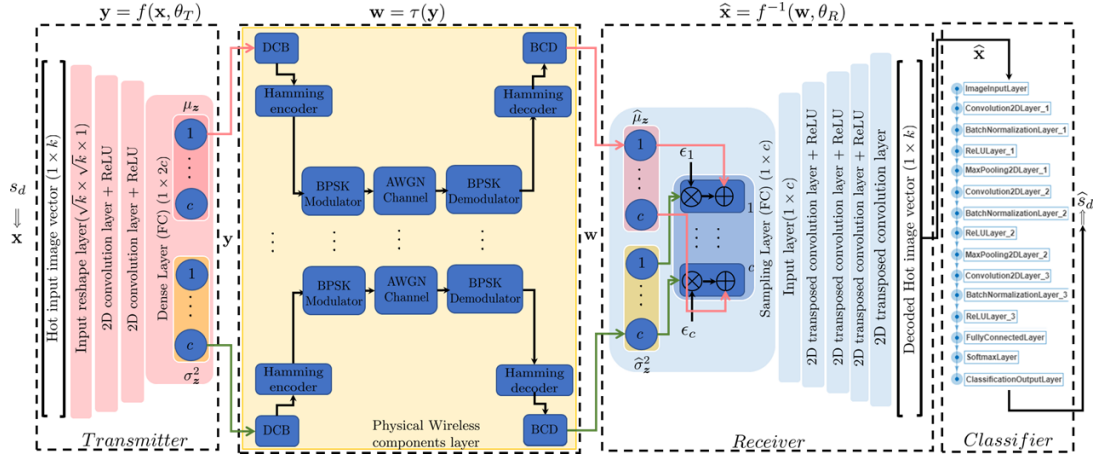 y = f(x, θ_T)
w = τ(y)
x̂ = f⁻¹(w, θ_R)
s_d
⇓
x
Hot input vector (1 × k)
Input reshape layer(√k × √k × 1)
2D convolution layer + ReLU
2D convolution layer + ReLU
Dense Layer (FC) (1 × 2c)
μ_z
1
c
1
c
σ²_z
Transmitter
y
DCB
Hamming
encoder
BPSK
Modulator
AWGN
Channel
BPSK
Demodulator
Hamming
decoder
BCD
BPSK
Modulator
AWGN
Channel
BPSK
Demodulator
Hamming
encoder
DCB
Hamming
decoder
BCD
Physical Wireless
components layer
w
μ̂_z
1
c
1
c
σ̂²_z
ϵ₁
1
c
ϵ_c
Sampling Layer (FC) (1 × c)
Input layer(1 × c)
2D transposed convolution layer + ReLU
2D transposed convolution layer + ReLU
2D transposed convolution layer + ReLU
2D transposed convolution layer
Decoded Hot image vector (1 × k)
Receiver
x̂
ImageInputLayer
Convolution2DLayer_1
BatchNormalizationLayer_1
ReLULayer_1
MaxPooling2DLayer_1
Convolution2DLayer_2
BatchNormalizationLayer_2
ReLULayer_2
MaxPooling2DLayer_2
Convolution2DLayer_3
BatchNormalizationLayer_3
ReLULayer_3
FullyConnectedLayer
SoftmaxLayer
ClassificationOutputLayer
Classifier
⇒ ŝ_d